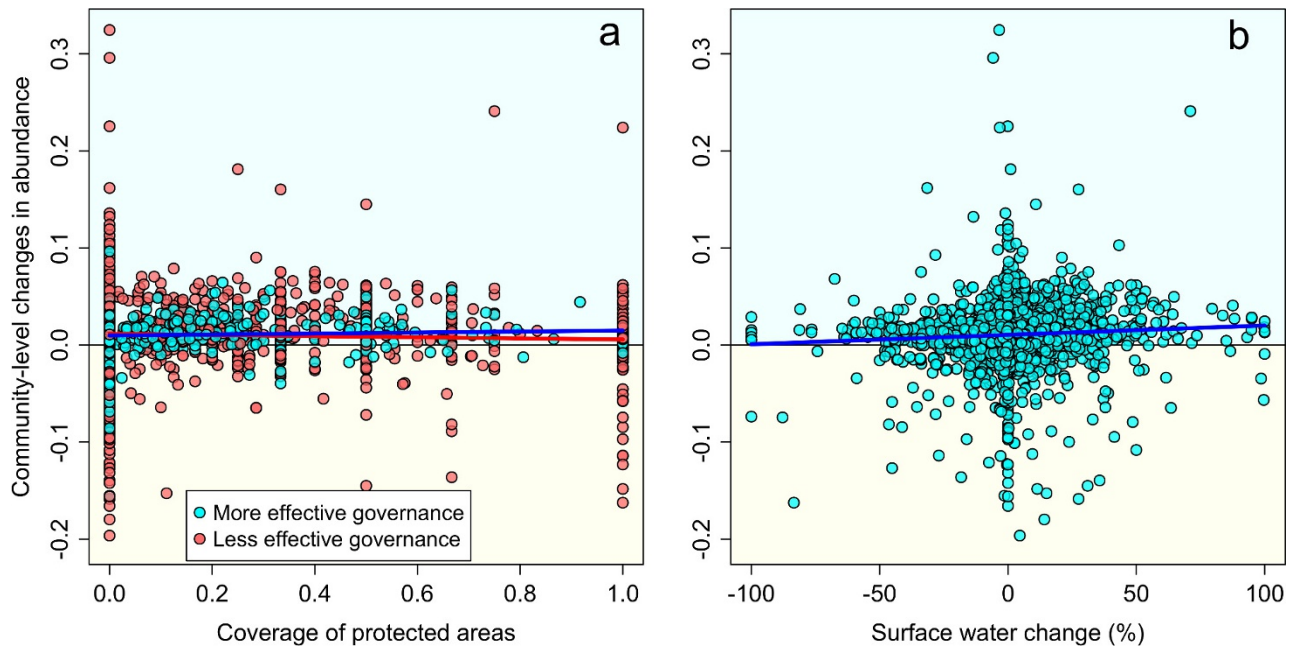 a
b
Community-level changes in abundance
0.3
0.2
0.1
0.0
-0.1
-0.2
More effective governance
Less effective governance
0.0 0.2 0.4 0.6 0.8 1.0
Coverage of protected areas
0.3
0.2
0.1
0.0
-0.1
-0.2
-100 -50 0 50 100
Surface water change (%)